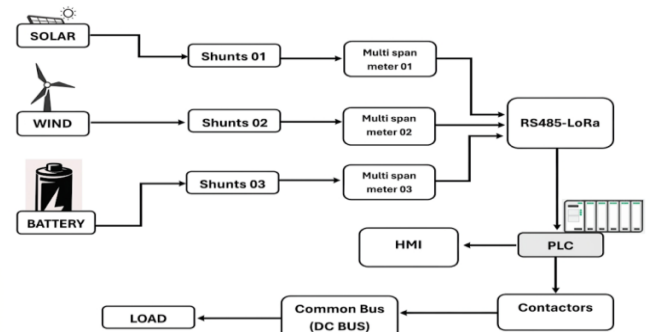 SOLAR
Shunts 01
Multi span
meter 01
WIND
Shunts 02
Multi span
meter 02
RS485-LoRa
BATTERY
Shunts 03
Multi span
meter 03
HMI
PLC
LOAD
Common Bus
(DC BUS)
Contactors